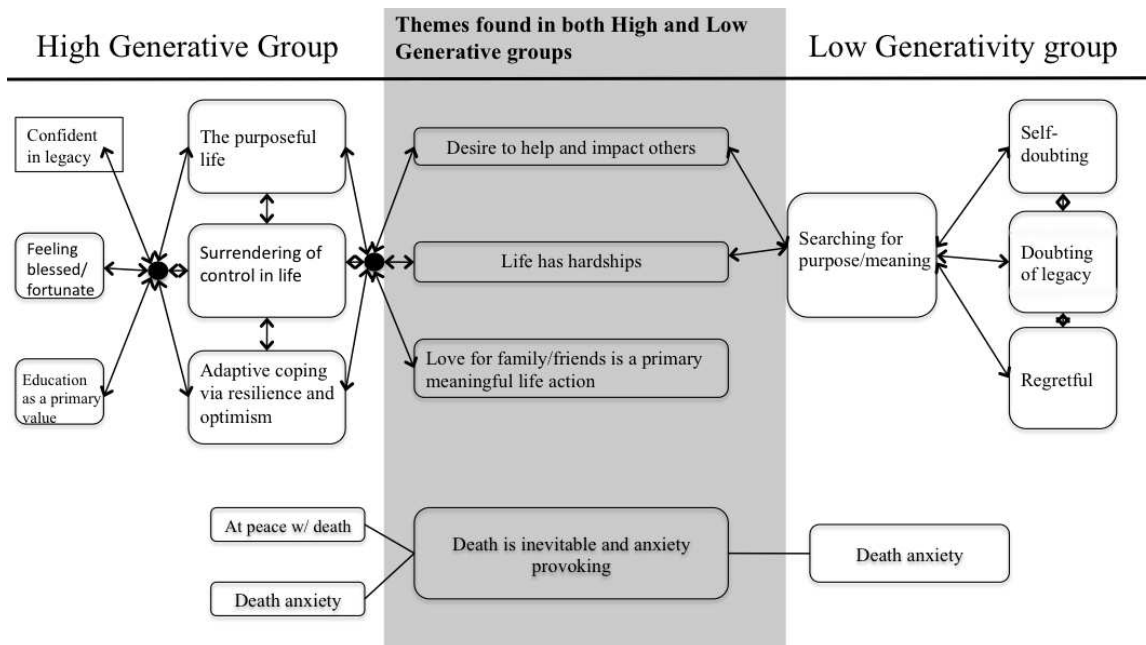 High Generative Group
Themes found in both High and Low
Generative groups
Low Generativity group
Confident
in legacy
Feeling
blessed/
fortunate
Education
as a primary
value
The purposeful
life
Surrendering of
control in life
Adaptive coping
via resilience and
optimism
Desire to help and impact others
Life has hardships
Love for family/friends is a primary
meaningful life action
Searching for
purpose/meaning
Self-
doubting
Doubting
of legacy
Regretful
At peace w/ death
Death anxiety
Death is inevitable and anxiety
provoking
Death anxiety